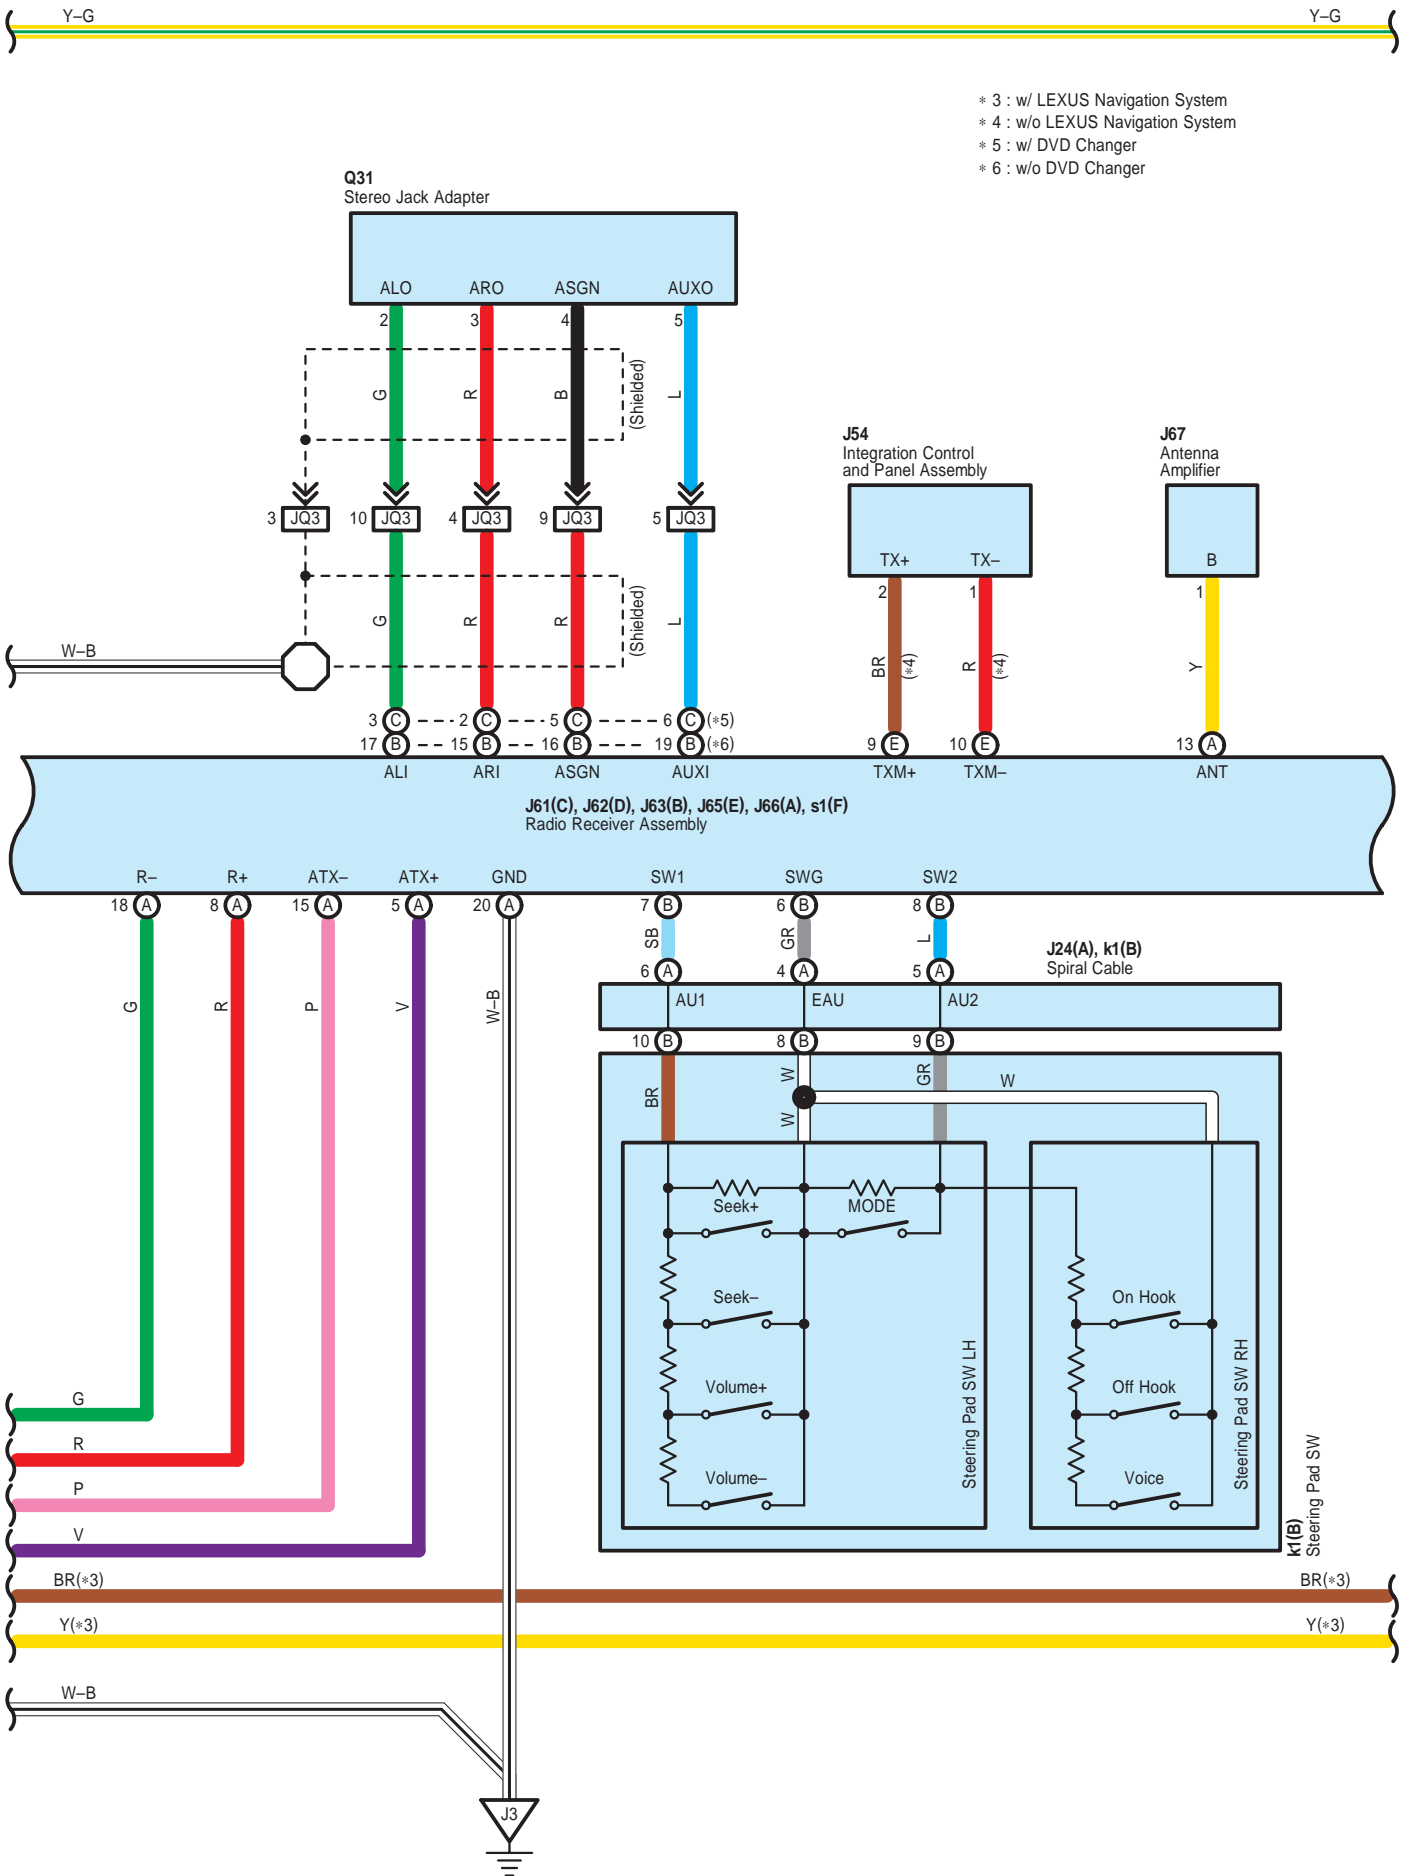 Y–G
Y–G
* 3 : w/ LEXUS Navigation System
* 4 : w/o LEXUS Navigation System
* 5 : w/ DVD Changer
* 6 : w/o DVD Changer
Q31
Stereo Jack Adapter
ALO ARO ASGN AUXO
2 3 4 5
G R B L (Shielded)
J54
Integration Control
and Panel Assembly
J67
Antenna
Amplifier
3 JQ3 10 JQ3 4 JQ3 9 JQ3 5 JQ3
TX+ TX– B
2 1 1
G R R L (Shielded)
W–B
BR (*4) R (*4) Y
3 C 2 C 5 C 6 C (*5)
17 B 15 B 16 B 19 B (*6) 9 E 10 E 13 A
ALI ARI ASGN AUXI TXM+ TXM– ANT
J61(C), J62(D), J63(B), J65(E), J66(A), s1(F)
Radio Receiver Assembly
R– R+ ATX– ATX+ GND SW1 SWG SW2
18 A 8 A 15 A 5 A 20 A 7 B 6 B 8 B
SB GR L
J24(A), k1(B)
Spiral Cable
6 A 4 A 5 A
G R P V W–B
AU1 EAU AU2
10 B 8 B 9 B
BR W GR W
W
Seek+ MODE
Seek– On Hook
Volume+ Off Hook
Volume– Voice
Steering Pad SW LH
Steering Pad SW RH
k1(B)
Steering Pad SW
G
R
P
V
BR(*3) BR(*3)
Y(*3) Y(*3)
W–B
J3